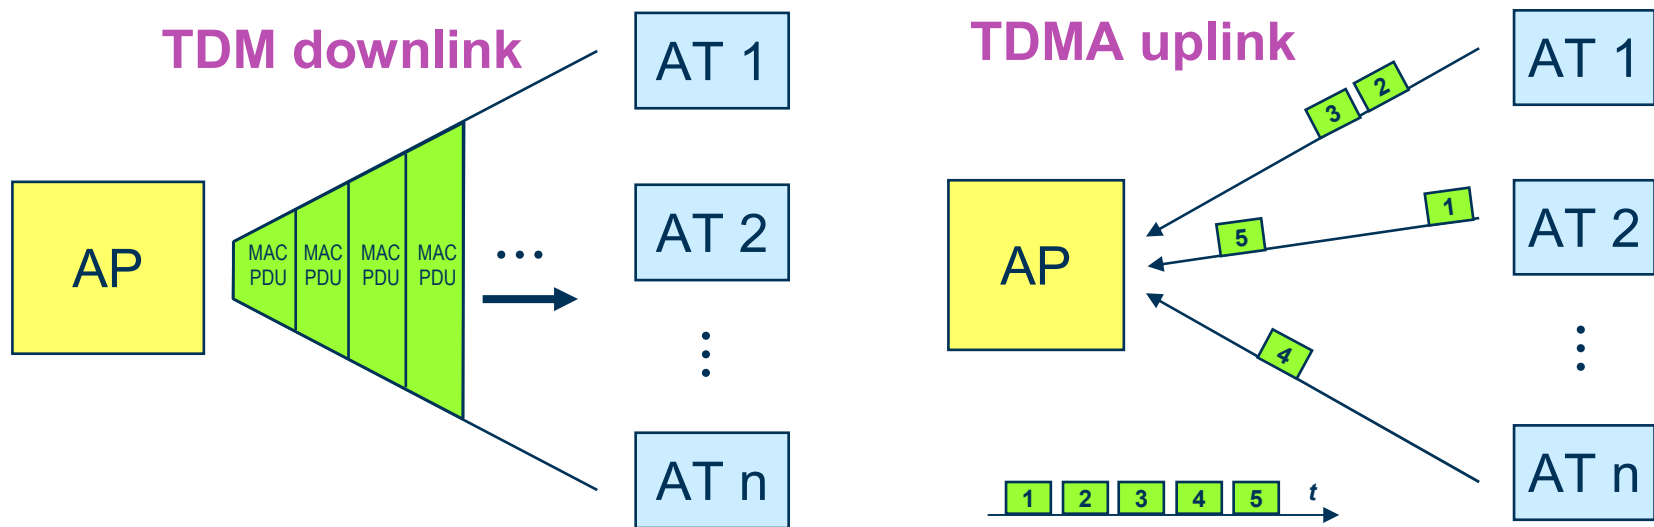 TDM downlink
AT 1
AP
MAC PDU
MAC PDU
MAC PDU
MAC PDU
...
AT 2
AT n
TDMA uplink
AT 1
3 2
AP
1
5
AT 2
4
AT n
1 2 3 4 5 t